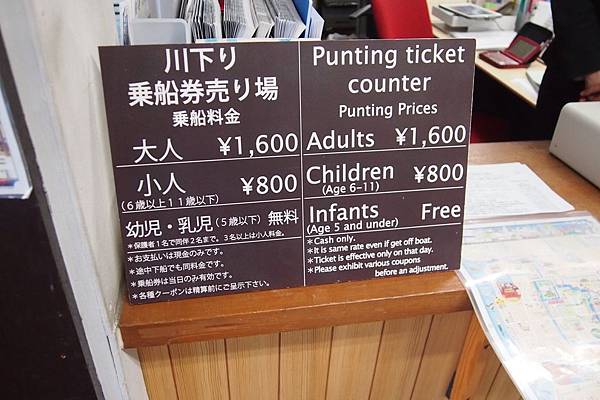 川下り
乗船券売り場
乗船料金
大人 ¥1,600
小人 ¥800
(6歳以上11歳以下)
幼児・乳児(5歳以下)無料
*保護者1名で同伴2名まで。3名以上は小人料金。
*お支払いは現金のみです。
*途中下船でも同料金です。
*乗船券は当日のみ有効です。
*各種クーポンは精算前にご呈示下さい。
Punting ticket
counter
Punting Prices
Adults ¥1,600
Children ¥800
(Age 6-11)
Infants Free
(Age 5 and under)
*Cash only.
*It is same rate even if get off boat.
*Ticket is effective only on that day.
*Please exhibit various coupons
before an adjustment.